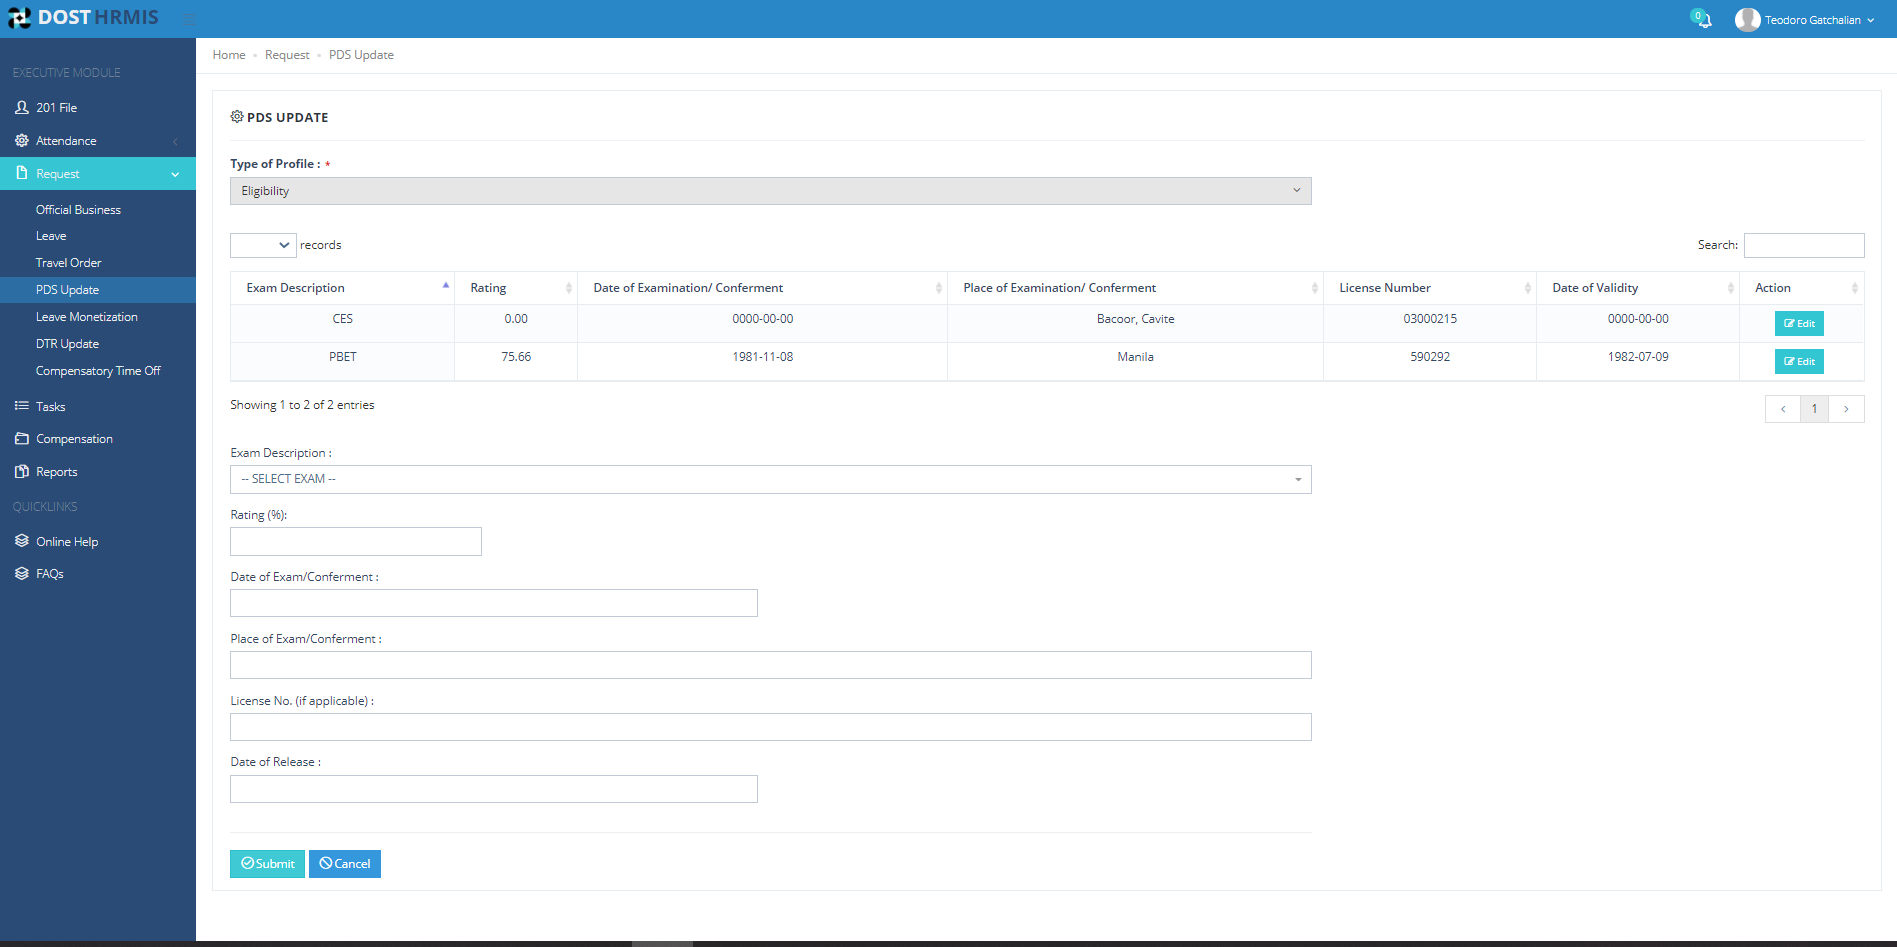 DOST HRMIS
0
Teodoro Gatchalian
EXECUTIVE MODULE
201 File
Attendance
Request
Official Business
Leave
Travel Order
PDS Update
Leave Monetization
DTR Update
Compensatory Time Off
Tasks
Compensation
Reports
QUICKLINKS
Online Help
FAQs
Home • Request • PDS Update
PDS UPDATE
Type of Profile : *
Eligibility
records
Search:
Exam Description Rating Date of Examination/ Conferment Place of Examination/ Conferment License Number Date of Validity Action
CES 0.00 0000-00-00 Bacoor, Cavite 03000215 0000-00-00 Edit
PBET 75.66 1981-11-08 Manila 590292 1982-07-09 Edit
Showing 1 to 2 of 2 entries
< 1 >
Exam Description :
-- SELECT EXAM --
Rating (%):
Date of Exam/Conferment :
Place of Exam/Conferment :
License No. (if applicable) :
Date of Release :
Submit Cancel